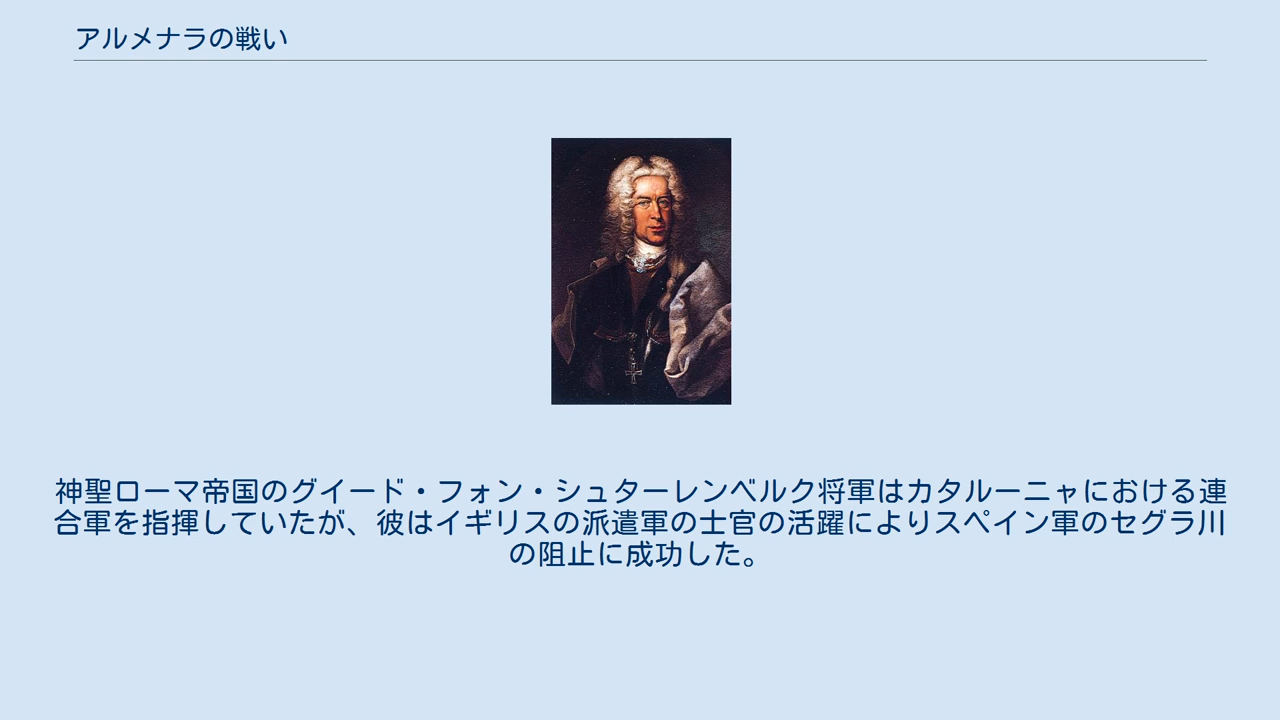 アルメナラの戦い
神聖ローマ帝国のグイード・フォン・シュターレンベルク将軍はカタルーニャにおける連
合軍を指揮していたが、彼はイギリスの派遣軍の士官の活躍によりスペイン軍のセグラ川
の阻止に成功した。